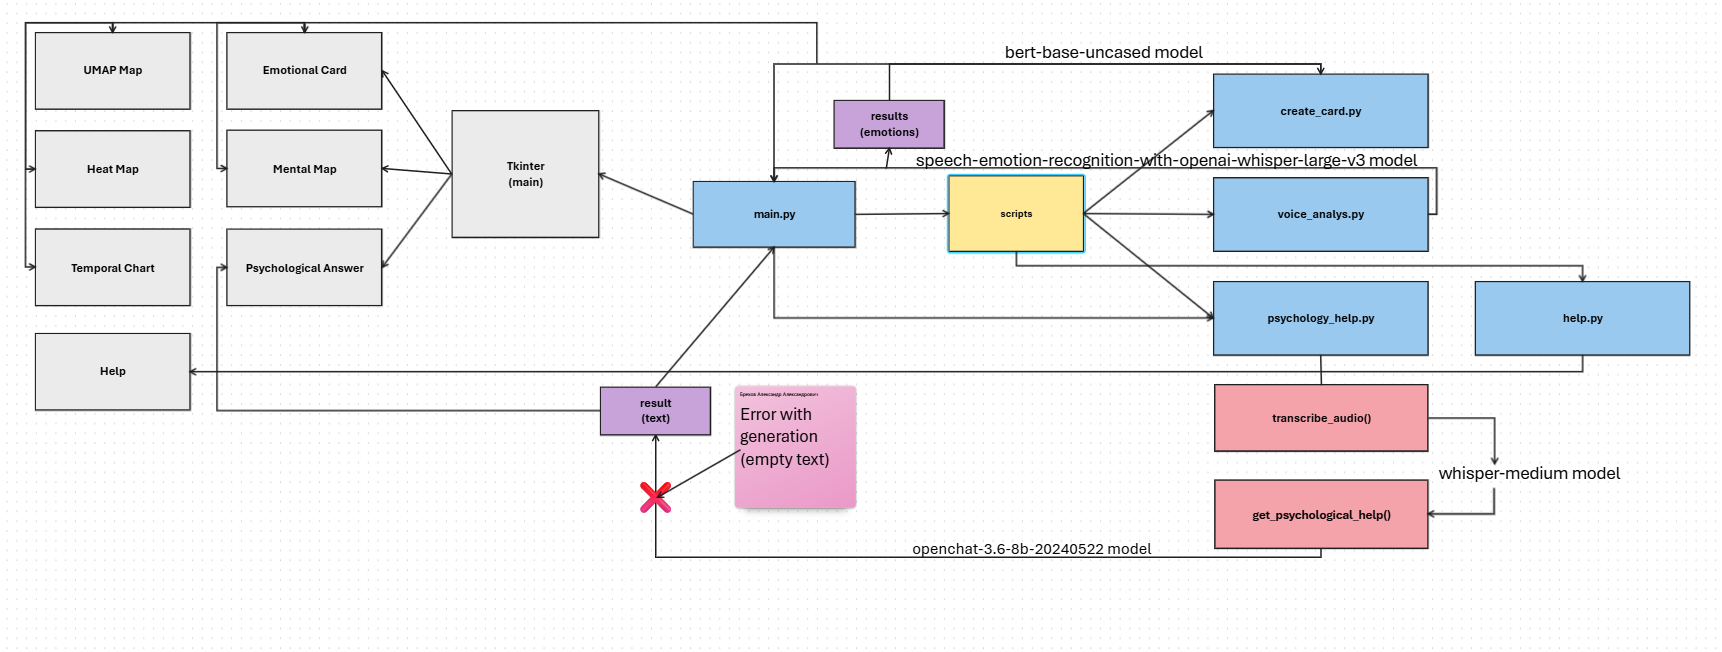 bert-base-uncased model
UMAP Map
Emotional Card
create_card.py
results
(emotions)
speech-emotion-recognition-with-openai-whisper-large-v3 model
Heat Map
Mental Map
Tkinter
(main)
main.py
scripts
voice_analys.py
Temporal Chart
Psychological Answer
psychology_help.py
help.py
Help
result
(text)
Брехов Александр Александрович
Error with
generation
(empty text)
transcribe_audio()
whisper-medium model
get_psychological_help()
openchat-3.6-8b-20240522 model